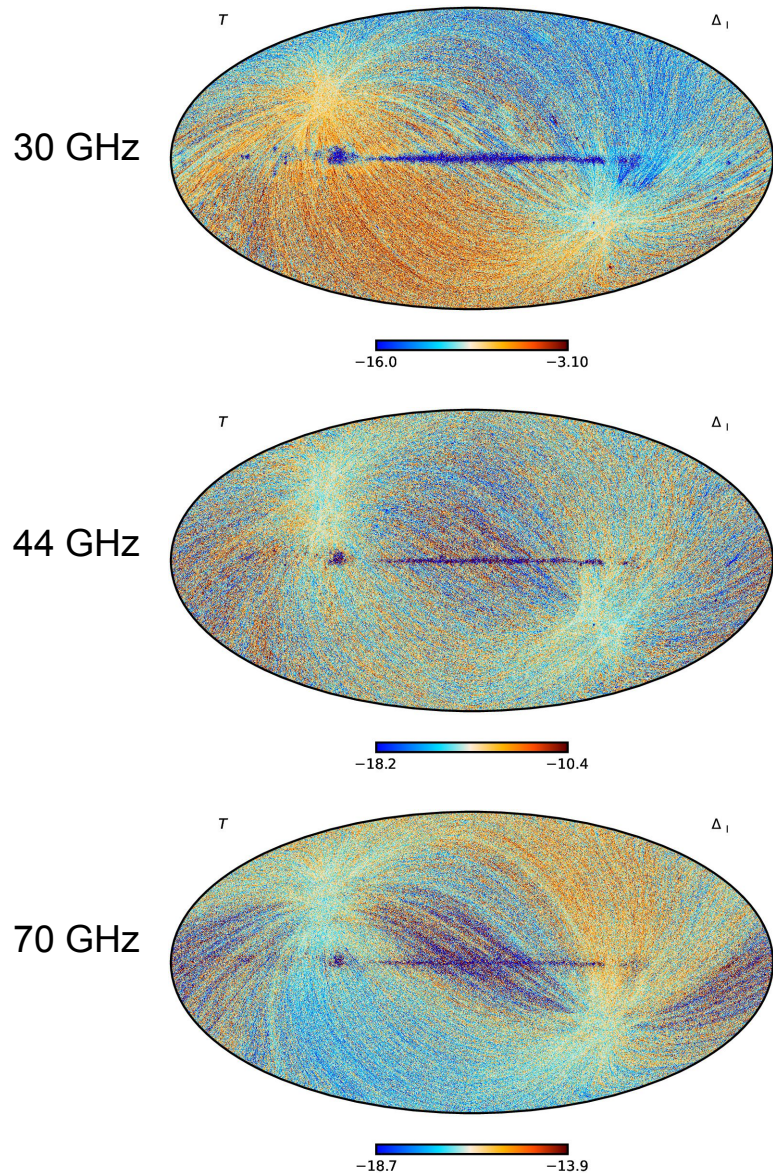 T Δ I
30 GHz
−16.0 −3.10
T Δ I
44 GHz
−18.2 −10.4
T Δ I
70 GHz
−18.7 −13.9